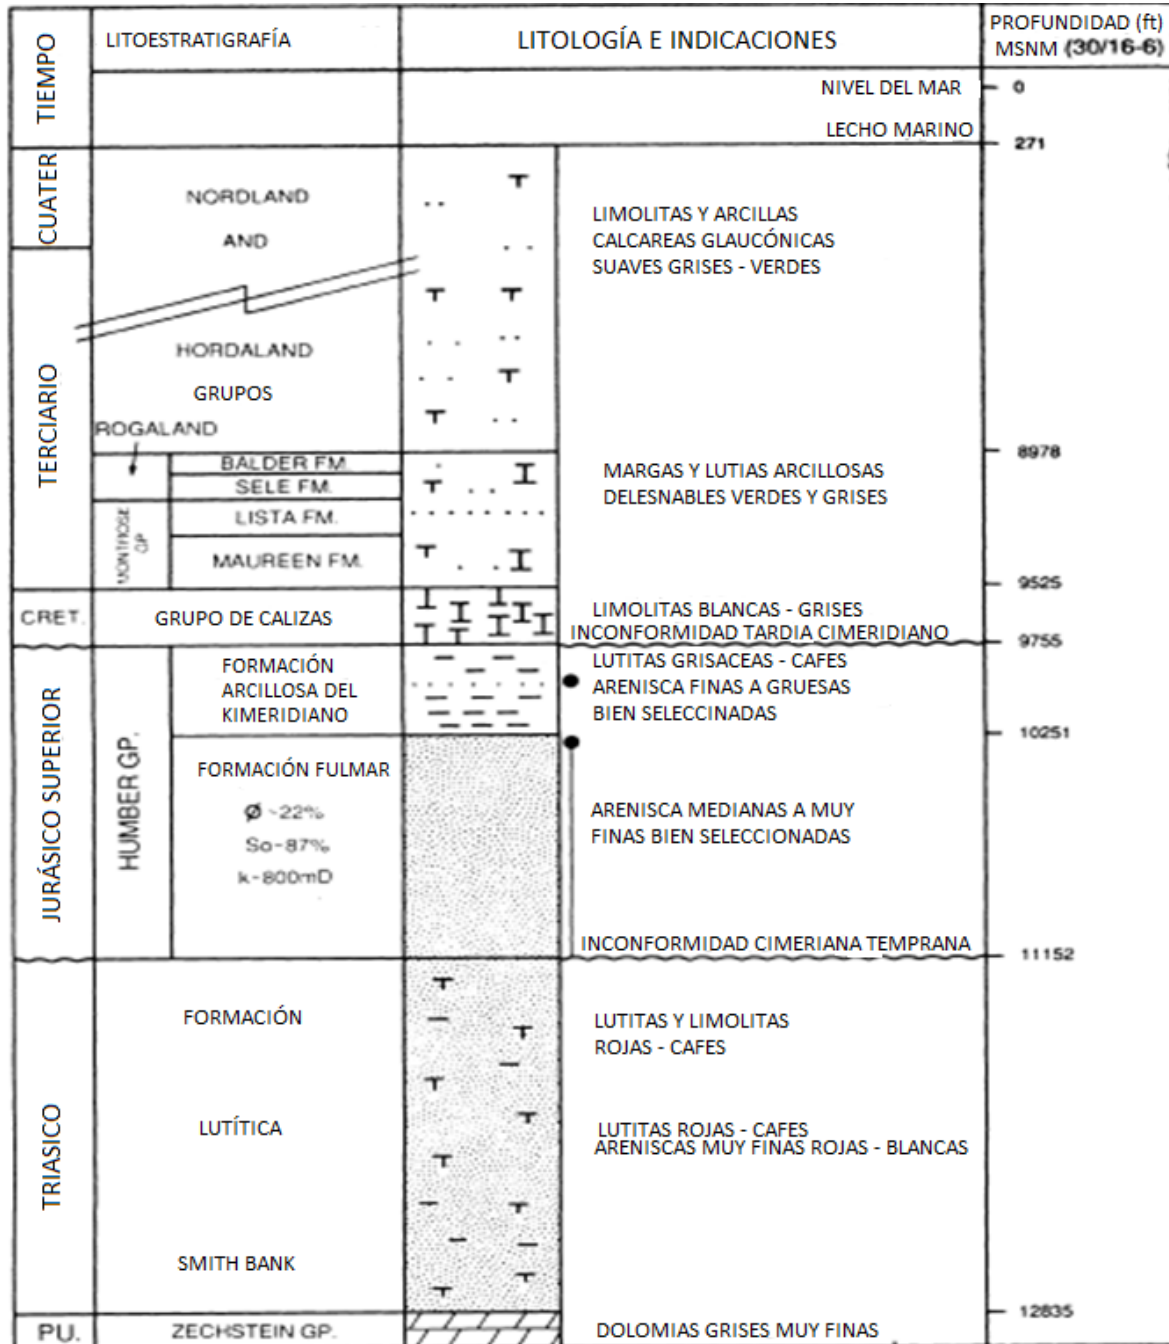 TIEMPO
LITOESTRATIGRAFÍA
LITOLOGÍA E INDICACIONES
PROFUNDIDAD (ft)
MSNM (30/16-6)
NIVEL DEL MAR
0
LECHO MARINO
271
CUATER
NORDLAND
AND
LIMOLITAS Y ARCILLAS
CALCAREAS GLAUCÓNICAS
SUAVES GRISES - VERDES
TERCIARIO
HORDALAND
GRUPOS
ROGALAND
8978
BALDER FM.
SELE FM.
MARGAS Y LUTIAS ARCILLOSAS
DELESNABLES VERDES Y GRISES
MONTROSE
GP
LISTA FM.
MAUREEN FM.
9525
CRET.
GRUPO DE CALIZAS
LIMOLITAS BLANCAS - GRISES
INCONFORMIDAD TARDIA CIMERIDIANO
9755
JURÁSICO SUPERIOR
HUMBER GP.
FORMACIÓN
ARCILLOSA DEL
KIMERIDIANO
LUTITAS GRISACEAS - CAFES
ARENISCA FINAS A GRUESAS
BIEN SELECCINADAS
10251
FORMACIÓN FULMAR
Ø ~22%
So-87%
k-800mD
ARENISCA MEDIANAS A MUY
FINAS BIEN SELECCIONADAS
INCONFORMIDAD CIMERIANA TEMPRANA
11152
TRIASICO
FORMACIÓN
LUTÍTICA
SMITH BANK
LUTITAS Y LIMOLITAS
ROJAS - CAFES
LUTITAS ROJAS - CAFES
ARENISCAS MUY FINAS ROJAS - BLANCAS
12835
PU.
ZECHSTEIN GP.
DOLOMIAS GRISES MUY FINAS